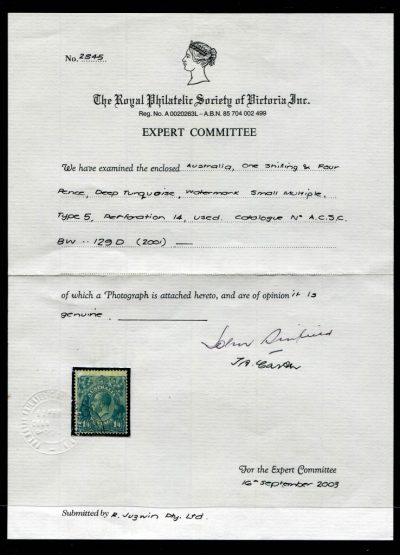 No. 2845
The Royal Philatelic Society of Victoria Inc.
Reg. No. A 0020263L – A.B.N. 85 704 002 499
EXPERT COMMITTEE
We have examined the enclosed Australia, One Shilling & Four
Pence, Deep Turquoise, Watermark Small Multiple,
Type 5, Perforation 14, used. Catalogue No A.C.S.C.
BW .. 129D (2001) —
of which a Photograph is attached hereto, and are of opinion it is
genuine.
John
J.A.
For the Expert Committee
16th September 2003
Submitted by R. Juzwin Pty. Ltd.